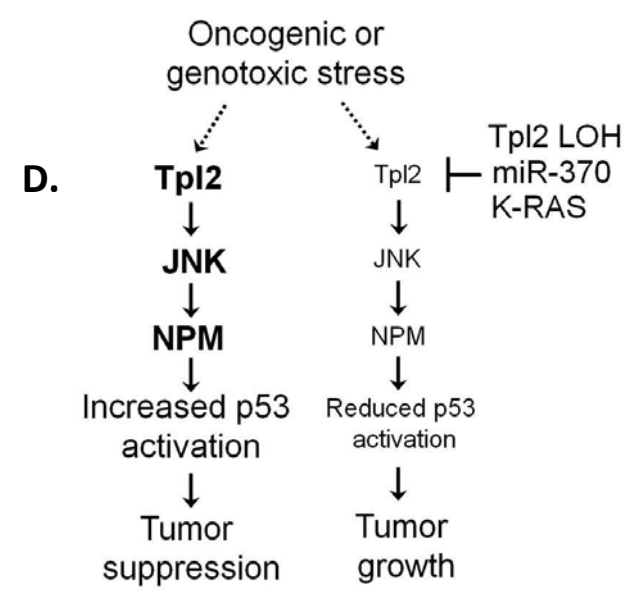 Oncogenic or
genotoxic stress
D.
Tpl2
JNK
NPM
Increased p53
activation
Tumor
suppression
Tpl2
JNK
NPM
Reduced p53
activation
Tumor
growth
Tpl2 LOH
miR-370
K-RAS